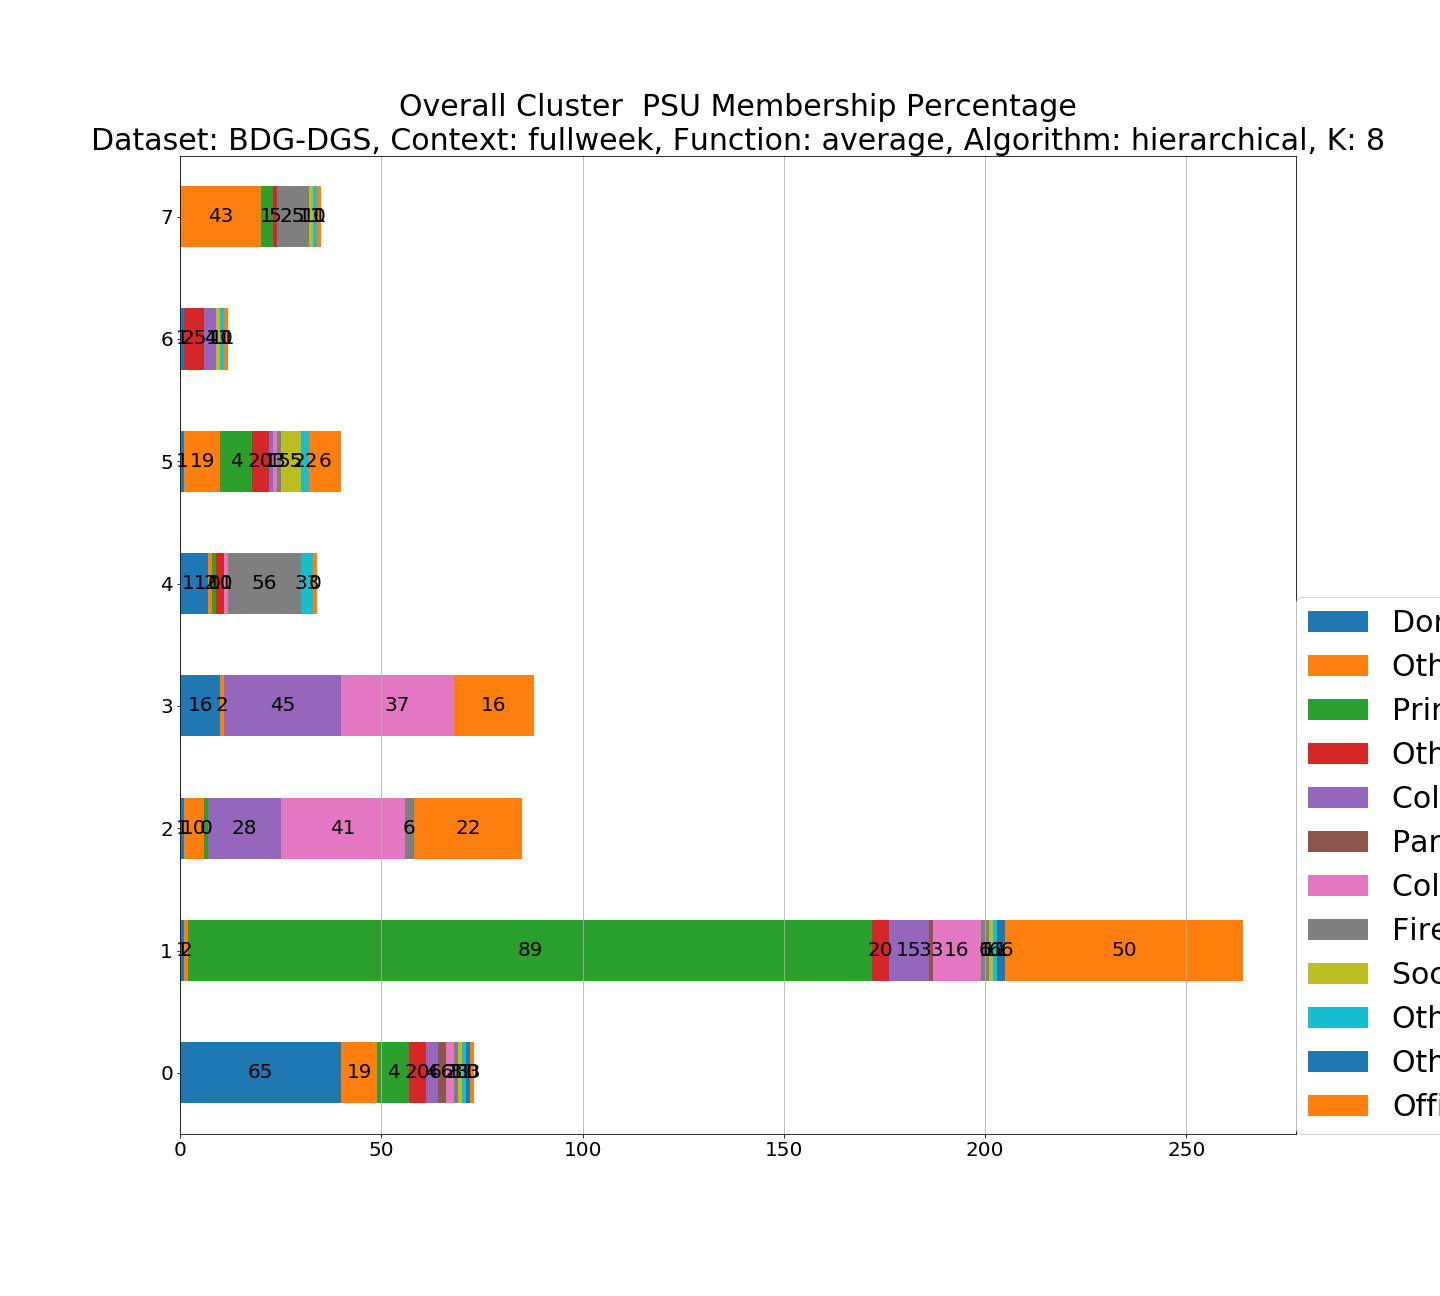 Overall Cluster  PSU Membership Percentage
Dataset: BDG-DGS, Context: fullweek, Function: average, Algorithm: hierarchical, K: 8
7 43
6
5 19 4 6
4 56
3 16 2 45 37 16
2 28 41 6 22
1 89 20 15 16 50
0 65 19 4
0 50 100 150 200 250
Dor
Oth
Prin
Oth
Col
Par
Col
Fire
Soc
Oth
Oth
Offi